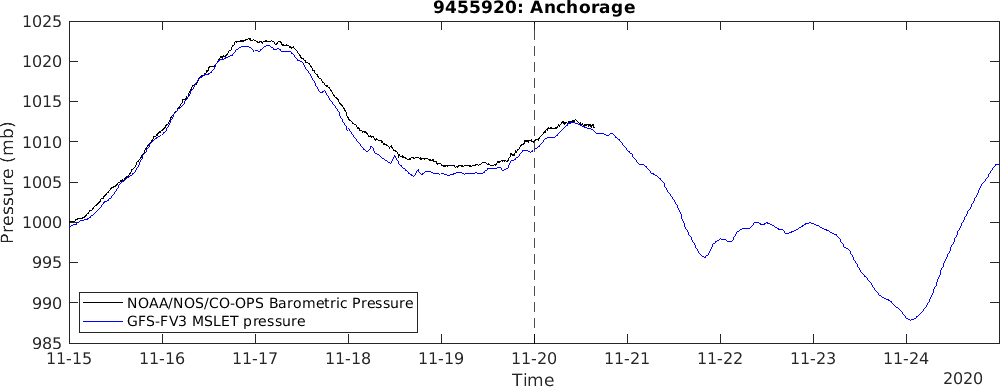 9455920: Anchorage
1025
1020
1015
1010
1005
1000
995
990
985
Pressure (mb)
NOAA/NOS/CO-OPS Barometric Pressure
GFS-FV3 MSLET pressure
11-15 11-16 11-17 11-18 11-19 11-20 11-21 11-22 11-23 11-24
Time
2020